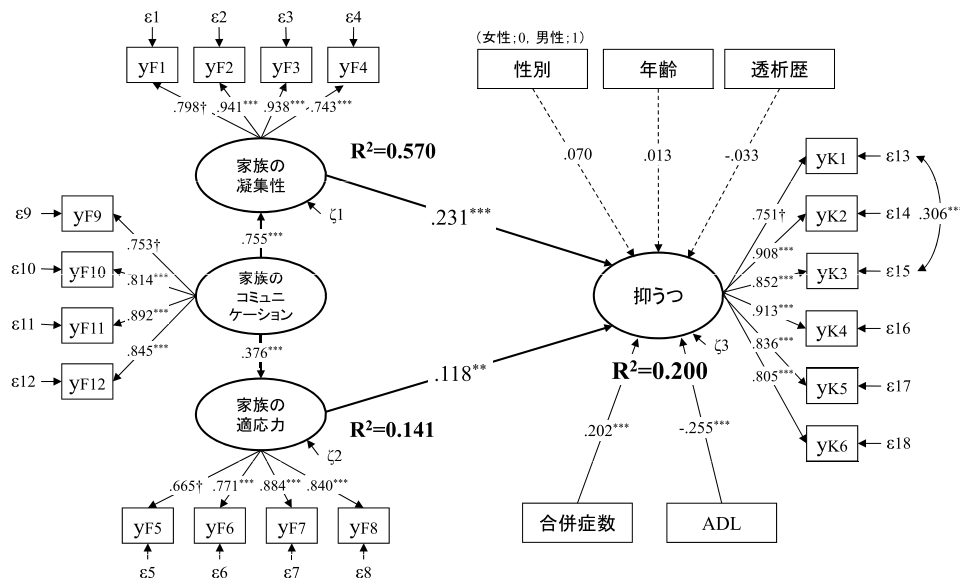 ε1 ε2 ε3 ε4
yF1 yF2 yF3 yF4
.798† .941*** .938*** .743***
家族の
凝集性
R²=0.570
ζ1
ε9 yF9
ε10 yF10
ε11 yF11
ε12 yF12
.753†
.814***
.892***
.845***
.755***
家族の
コミュニ
ケーション
.376***
家族の
適応力
R²=0.141
ζ2
.665† .771*** .884*** .840***
yF5 yF6 yF7 yF8
ε5 ε6 ε7 ε8
.231***
.118**
(女性;0, 男性;1)
性別 年齢 透析歴
.070 .013 -.033
抑うつ
ζ3
R²=0.200
.202*** -.255***
合併症数 ADL
.751†
.908***
.852***
.913***
.836***
.805***
yK1 ε13
yK2 ε14
yK3 ε15
yK4 ε16
yK5 ε17
yK6 ε18
.306***